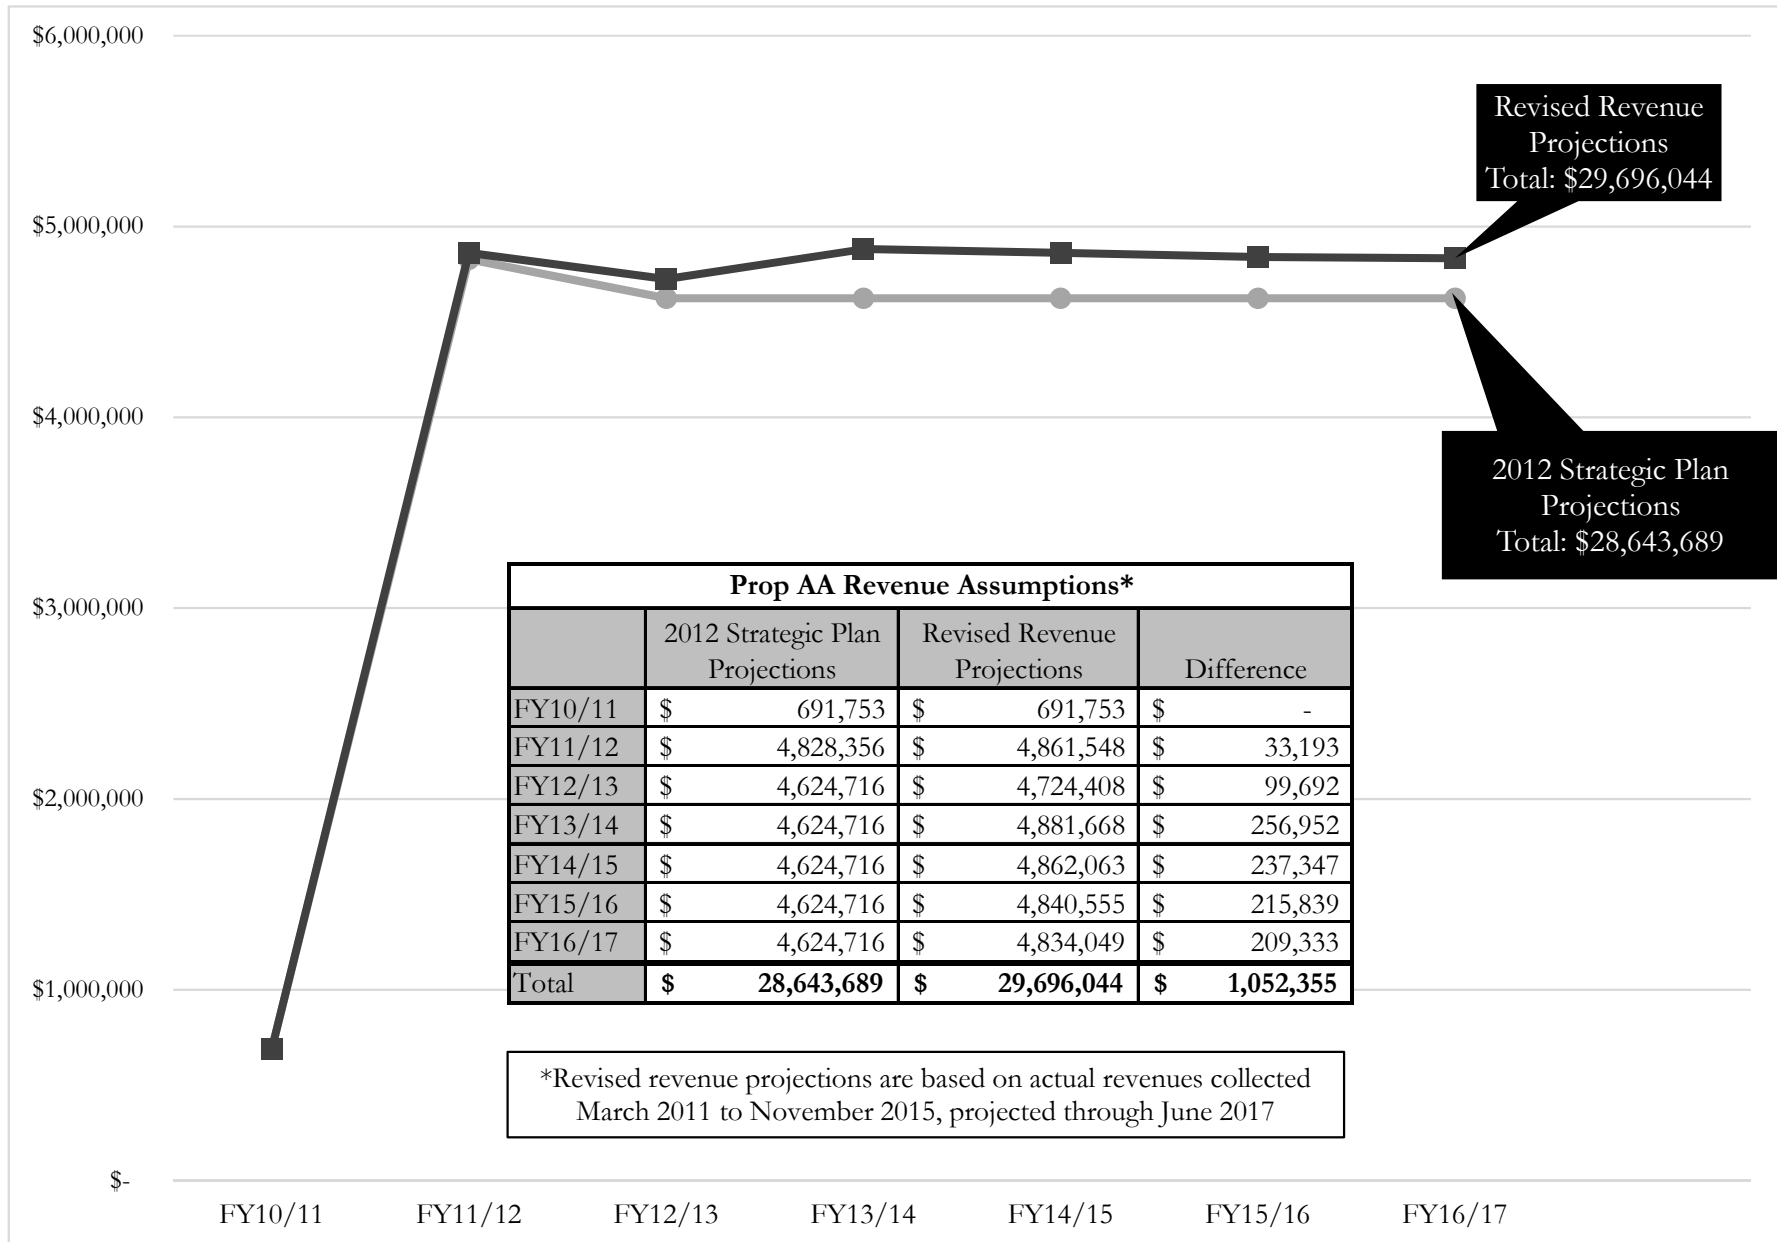 $6,000,000
Revised Revenue
Projections
Total: $29,696,044
$5,000,000
$4,000,000
2012 Strategic Plan
Projections
Total: $28,643,689
$3,000,000
Prop AA Revenue Assumptions*
2012 Strategic Plan Projections Revised Revenue Projections Difference
FY10/11 $ 691,753 $ 691,753 $ -
FY11/12 $ 4,828,356 $ 4,861,548 $ 33,193
FY12/13 $ 4,624,716 $ 4,724,408 $ 99,692
$2,000,000
FY13/14 $ 4,624,716 $ 4,881,668 $ 256,952
FY14/15 $ 4,624,716 $ 4,862,063 $ 237,347
FY15/16 $ 4,624,716 $ 4,840,555 $ 215,839
FY16/17 $ 4,624,716 $ 4,834,049 $ 209,333
Total $ 28,643,689 $ 29,696,044 $ 1,052,355
$1,000,000
*Revised revenue projections are based on actual revenues collected
March 2011 to November 2015, projected through June 2017
$-
FY10/11 FY11/12 FY12/13 FY13/14 FY14/15 FY15/16 FY16/17